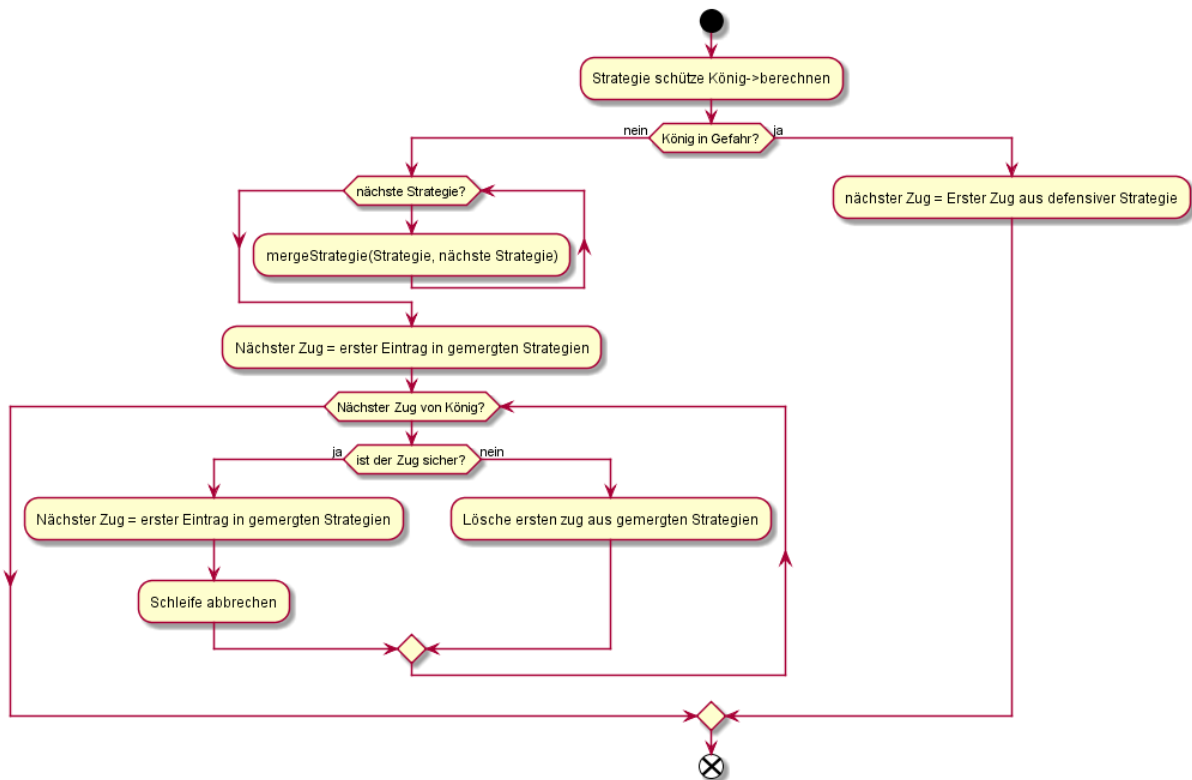 Strategie schütze König->berechnen
nein
König in Gefahr?
ja
nächste Strategie?
nächster Zug = Erster Zug aus defensiver Strategie
mergeStrategie(Strategie, nächste Strategie)
Nächster Zug = erster Eintrag in gemergten Strategien
Nächster Zug von König?
ja
ist der Zug sicher?
nein
Nächster Zug = erster Eintrag in gemergten Strategien
Lösche ersten zug aus gemergten Strategien
Schleife abbrechen